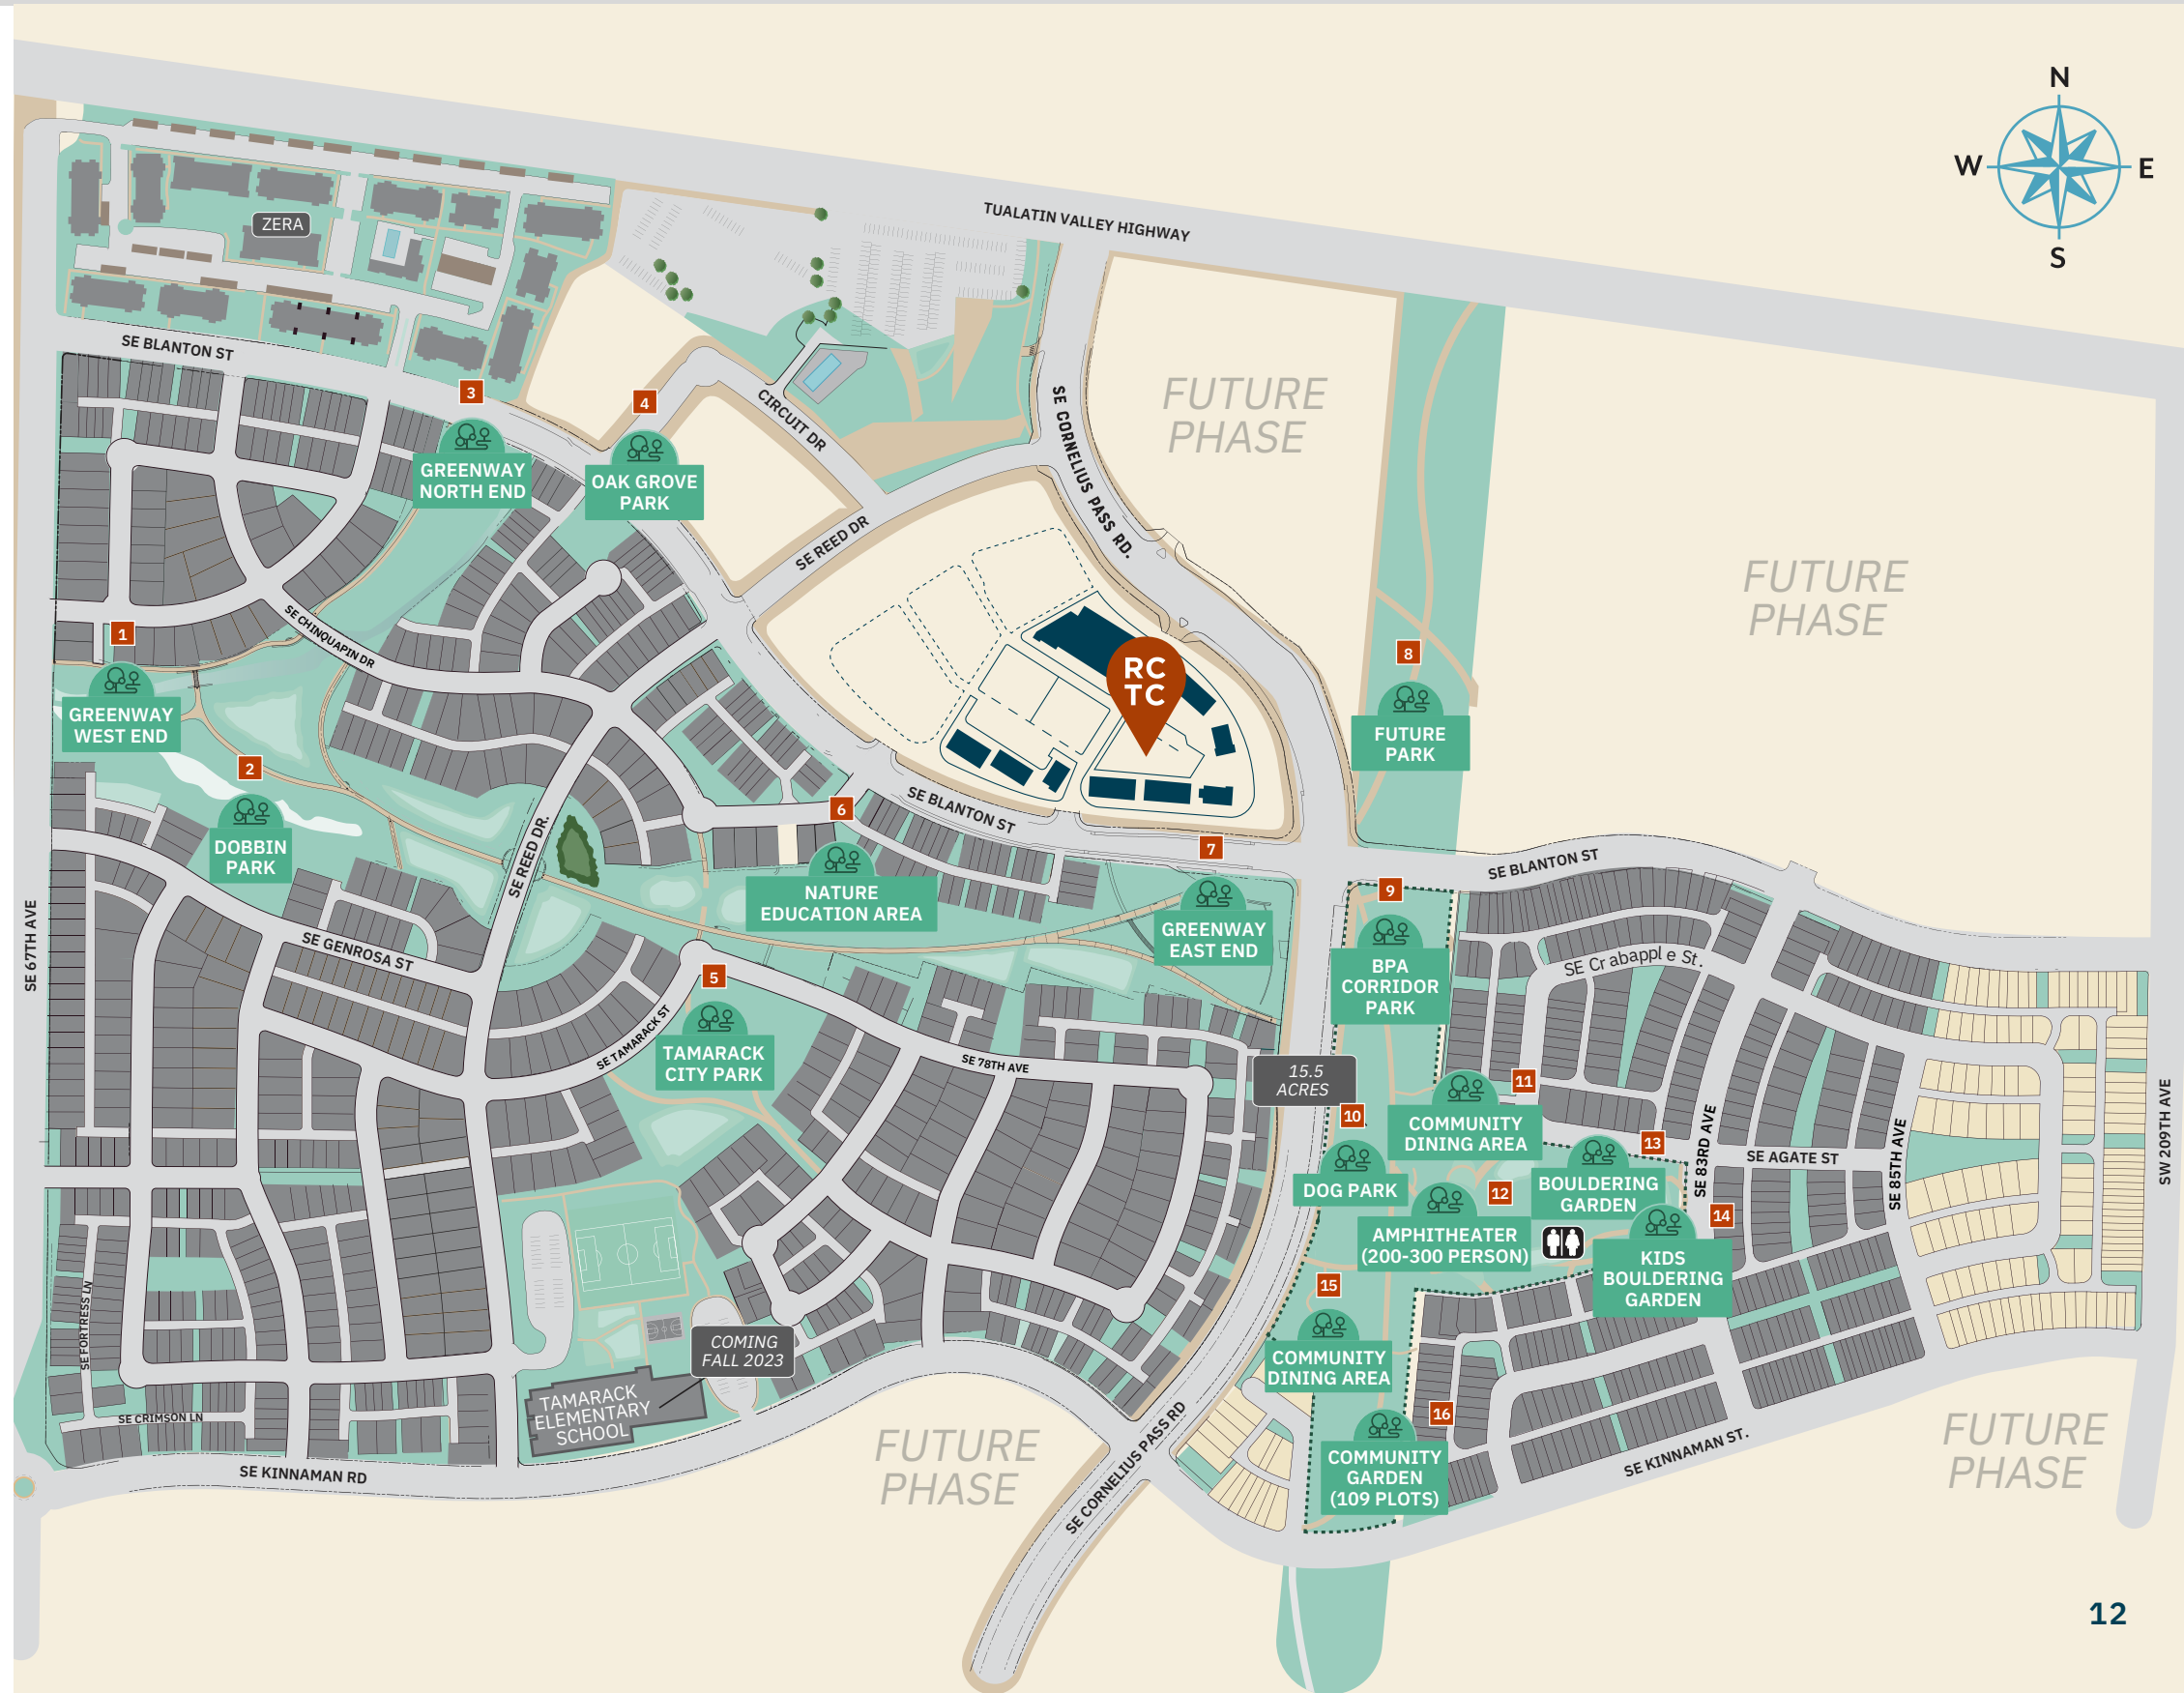 N
W
E
S
TUALATIN VALLEY HIGHWAY
ZERA
SE BLANTON ST
3
4
GREENWAY
NORTH END
OAK GROVE
PARK
CIRCUIT DR
SE REED DR
SE CORNELIUS PASS RD.
FUTURE
PHASE
FUTURE
PHASE
1
SE CHINQUAPIN DR
GREENWAY
WEST END
2
DOBBIN
PARK
RC
TC
8
FUTURE
PARK
SE REED DR.
6
SE BLANTON ST
7
NATURE
EDUCATION AREA
GREENWAY
EAST END
SE BLANTON ST
9
BPA
CORRIDOR
PARK
SE Crabapple St.
SE 67TH AVE
SE GENROSA ST
5
SE TAMARACK ST
TAMARACK
CITY PARK
SE 78TH AVE
15.5
ACRES
10
11
COMMUNITY
DINING AREA
13
SE 83RD AVE
SE AGATE ST
SE 85TH AVE
SW 209TH AVE
DOG PARK
12
BOULDERING
GARDEN
14
AMPHITHEATER
(200-300 PERSON)
KIDS
BOULDERING
GARDEN
15
COMMUNITY
DINING AREA
16
COMMUNITY
GARDEN
(109 PLOTS)
SE FORTRESS LN
SE CRIMSON LN
COMING
FALL 2023
TAMARACK
ELEMENTARY
SCHOOL
SE KINNAMAN RD
FUTURE
PHASE
SE CORNELIUS PASS RD
SE KINNAMAN ST.
FUTURE
PHASE
12